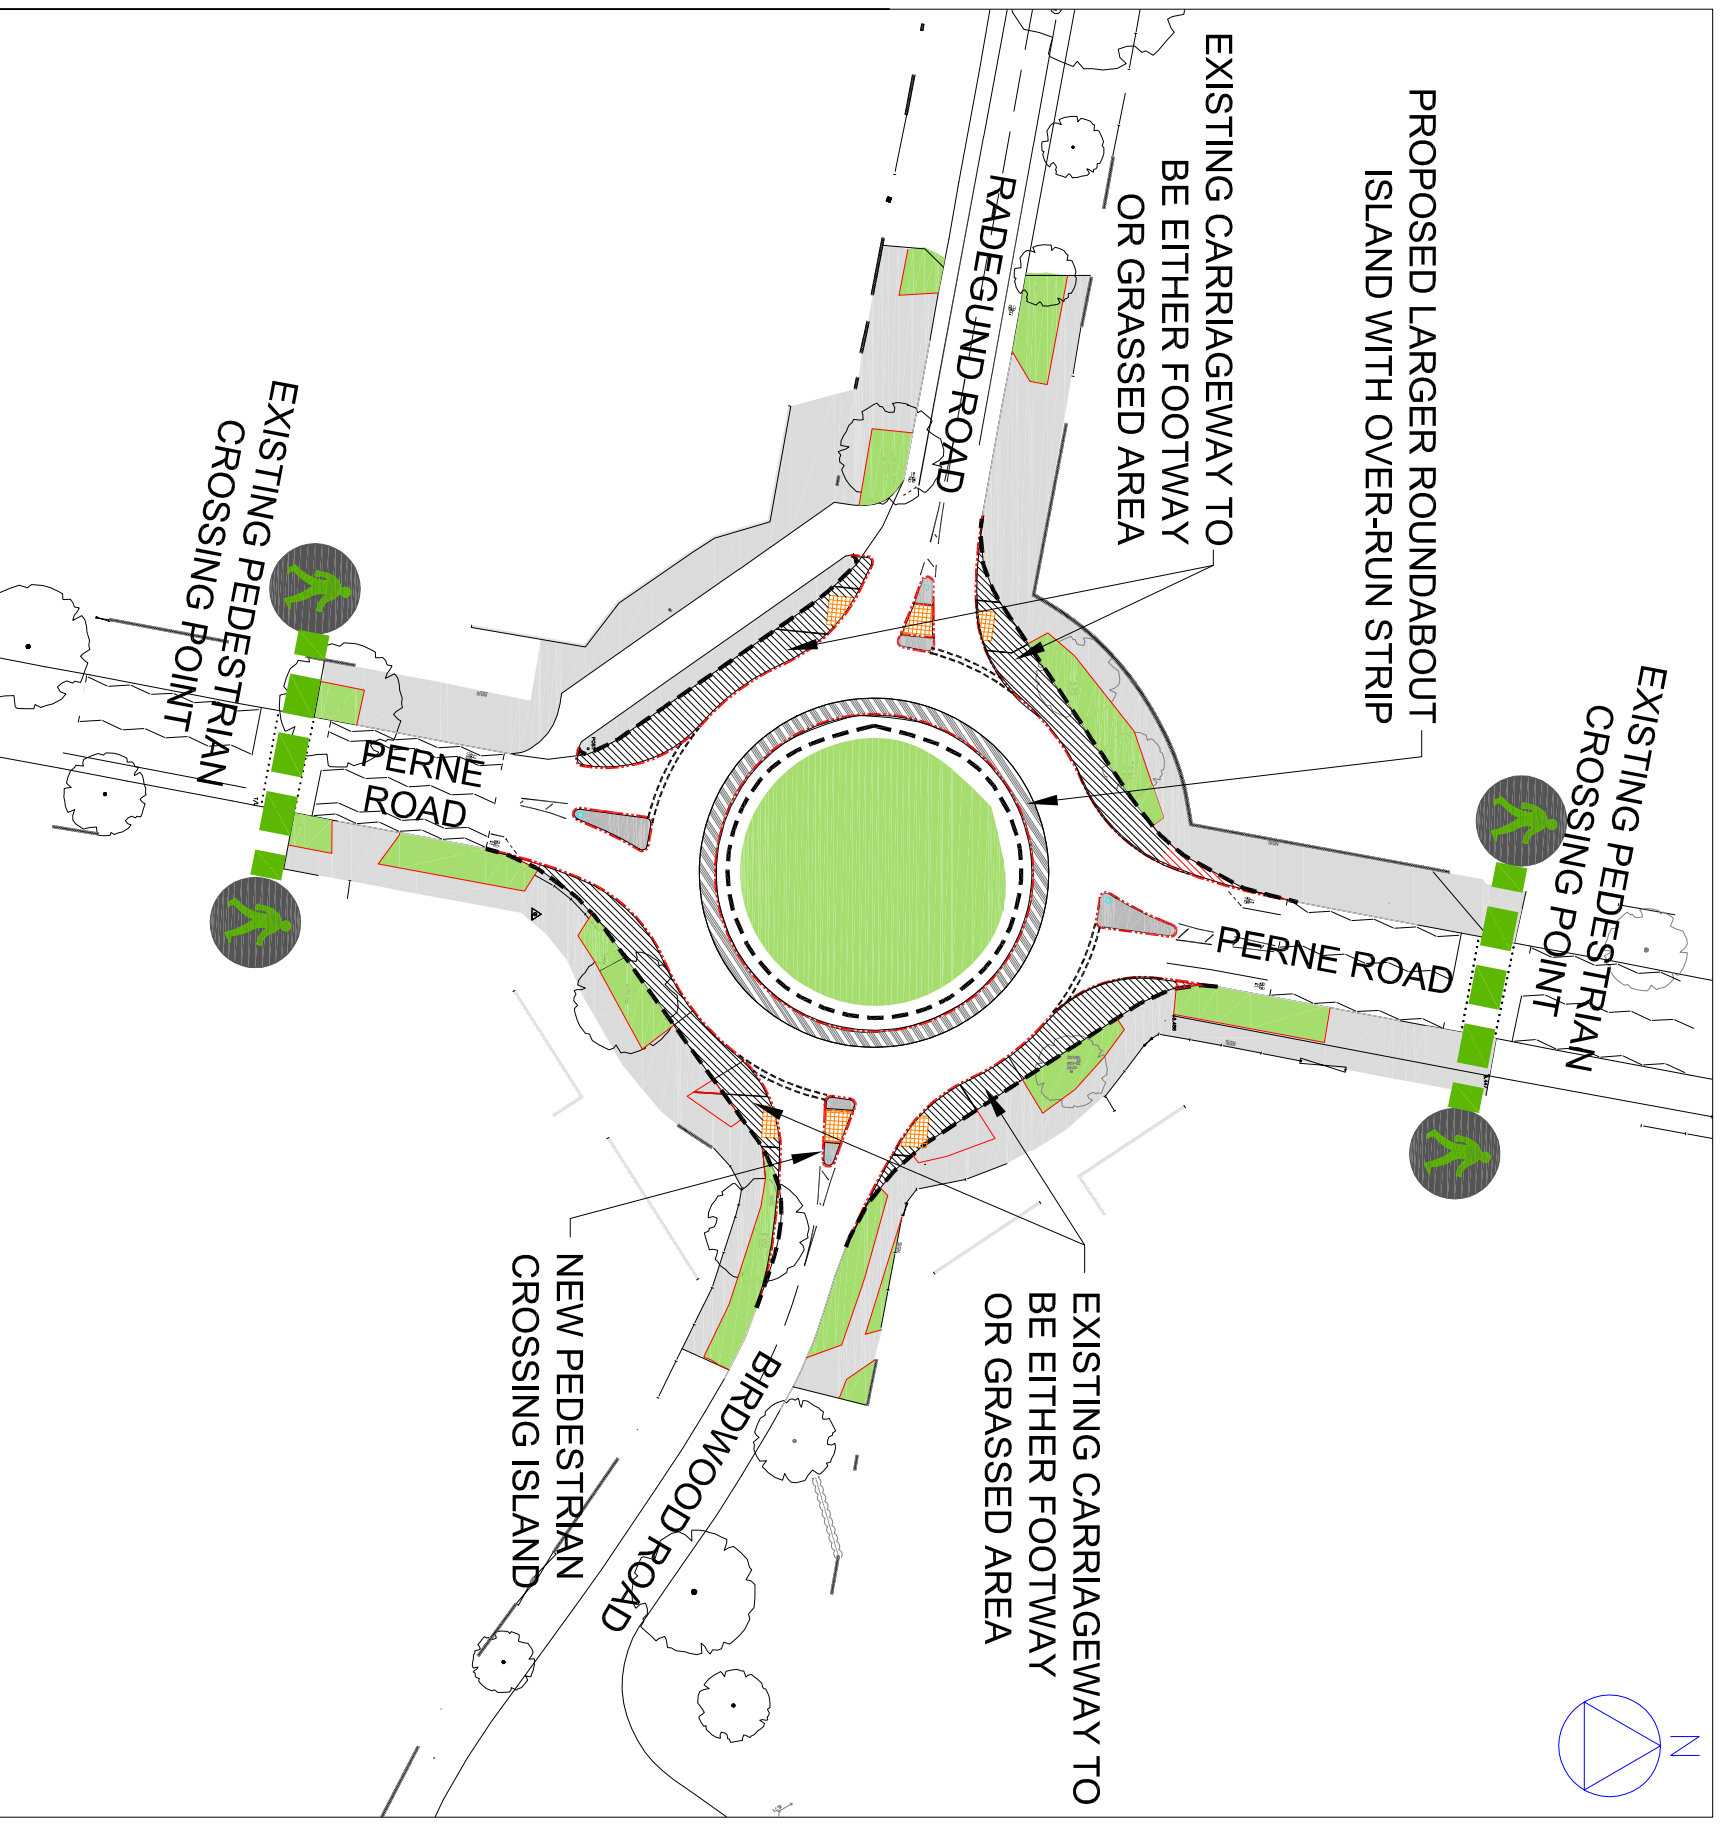 PROPOSED LARGER ROUNDABOUT
ISLAND WITH OVER-RUN STRIP
EXISTING CARRIAGEWAY TO
BE EITHER FOOTWAY
OR GRASSED AREA
RADEGUND ROAD
EXISTING PEDESTRIAN
CROSSING POINT
PERNE ROAD
EXISTING PEDESTRIAN
CROSSING POINT
PERNE
ROAD
EXISTING CARRIAGEWAY TO
BE EITHER FOOTWAY
OR GRASSED AREA
NEW PEDESTRIAN
CROSSING ISLAND
BIRDWOOD ROAD
N